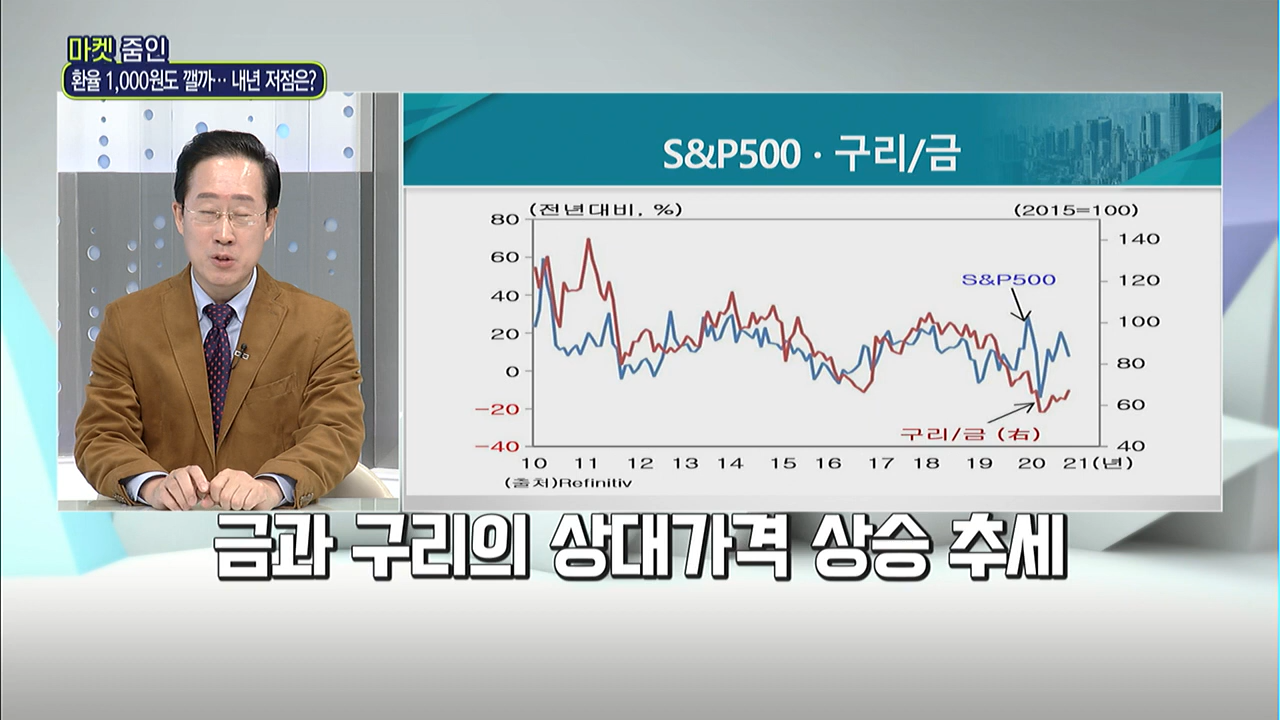 마켓 줌인
환율 1,000원도 깰까… 내년 저점은?
S&P500 · 구리/금
(전년대비, %)
(2015=100)
80
60
40
20
0
-20
-40
140
120
100
80
60
40
S&P500
구리/금 (右)
10 11 12 13 14 15 16 17 18 19 20 21(년)
(출처)Refinitiv
금과 구리의 상대가격 상승 추세